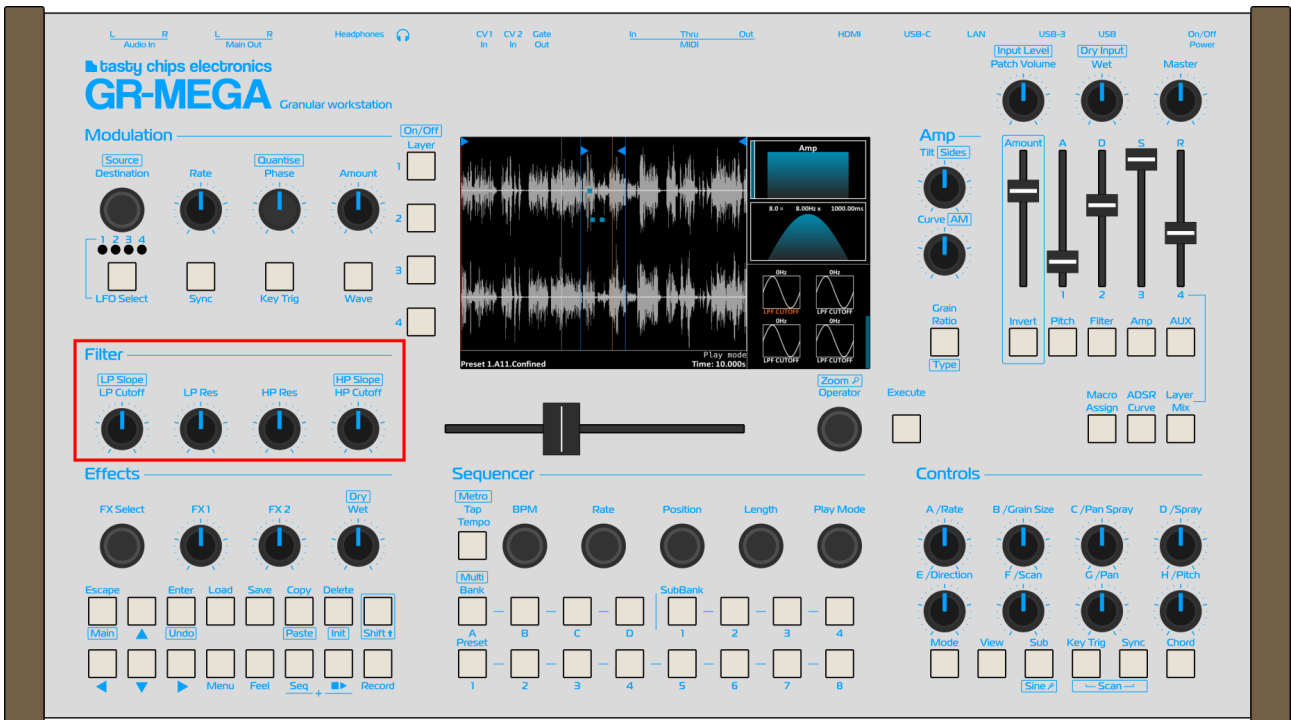 L R L R Headphones CV1 CV2 Gate In Thru Out HDMI USB-C LAN USB-3 USB On/Off
Audio In Main Out In In Out MIDI Power
Input Level Dry Input
Patch Volume Wet Master
tasty chips electronics
GR-MEGA Granular workstation
Modulation
On/Off
Layer
Source Quantise
Destination Rate Phase Amount
1
2
3
4
1 2 3 4
LFO Select Sync Key Trig Wave
Amp
8.0 = 8.00Hz x 1000.00ms
0Hz 0Hz
LPF CUTOFF LPF CUTOFF
0Hz 0Hz
LPF CUTOFF LPF CUTOFF
Play mode
Preset 1.A11.Confined Time: 10.000s
Amp
Tilt Sides
Curve AM
Grain
Ratio
Type
Amount A D S R
1 2 3 4
Invert Pitch Filter Amp AUX
Macro ADSR Layer
Assign Curve Mix
Filter
LP Slope HP Slope
LP Cutoff LP Res HP Res HP Cutoff
Zoom
Operator Execute
Effects
Dry
FX Select FX1 FX2 Wet
Escape Enter Load Save Copy Delete
Main Undo Paste Init Shift
Menu Feel Seq + Record
Sequencer
Metro
Tap BPM Rate Position Length Play Mode
Tempo
Multi
Bank SubBank
A B C D 1 2 3 4
Preset
1 2 3 4 5 6 7 8
Controls
A /Rate B /Grain Size C /Pan Spray D /Spray
E /Direction F /Scan G /Pan H /Pitch
Mode View Sub Key Trig Sync Chord
Sine Scan